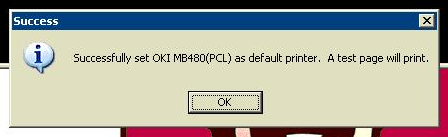 Success
Successfully set OKI MB480(PCL) as default printer.  A test page will print.
OK